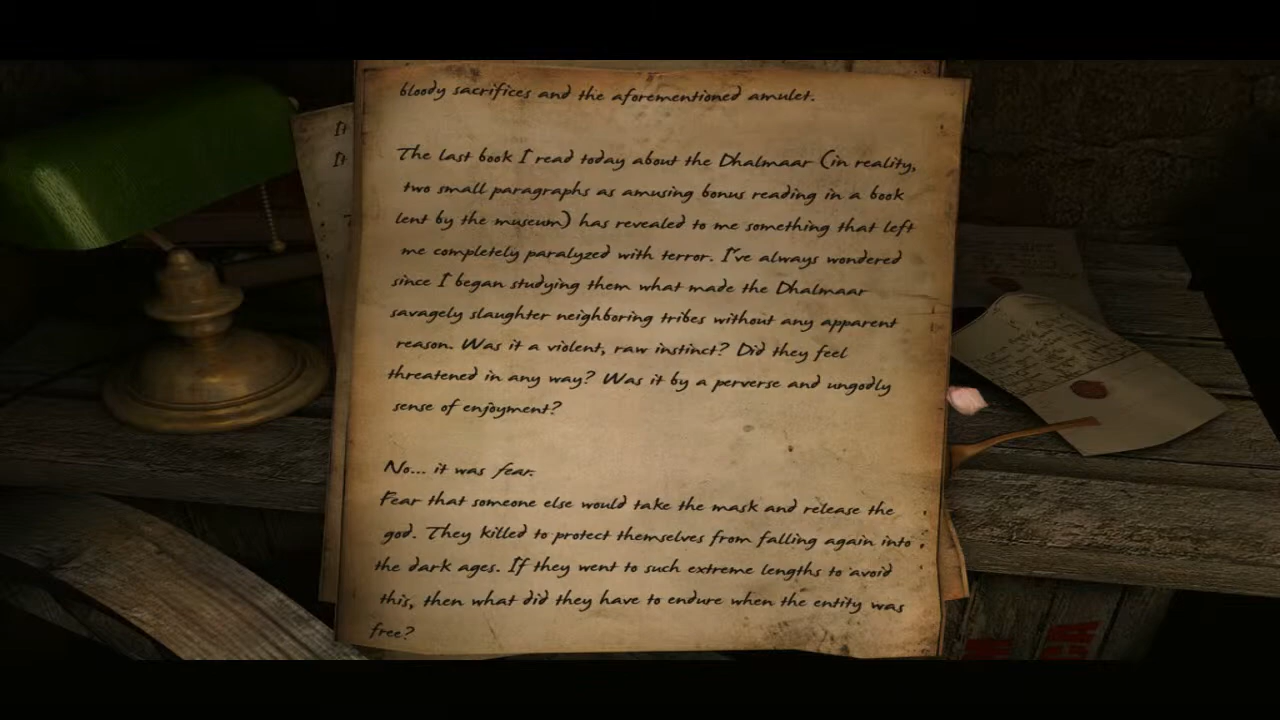 bloody sacrifices and the aforementioned amulet.
The last book I read today about the Dhalmaar (in reality,
two small paragraphs as amusing bonus reading in a book
lent by the museum) has revealed to me something that left
me completely paralyzed with terror. I've always wondered
since I began studying them what made the Dhalmaar
savagely slaughter neighboring tribes without any apparent
reason. Was it a violent, raw instinct? Did they feel
threatened in any way? Was it by a perverse and ungodly
sense of enjoyment?
No... it was fear.
Fear that someone else would take the mask and release the
god. They killed to protect themselves from falling again into
the dark ages. If they went to such extreme lengths to avoid
this, then what did they have to endure when the entity was
free?
It
It